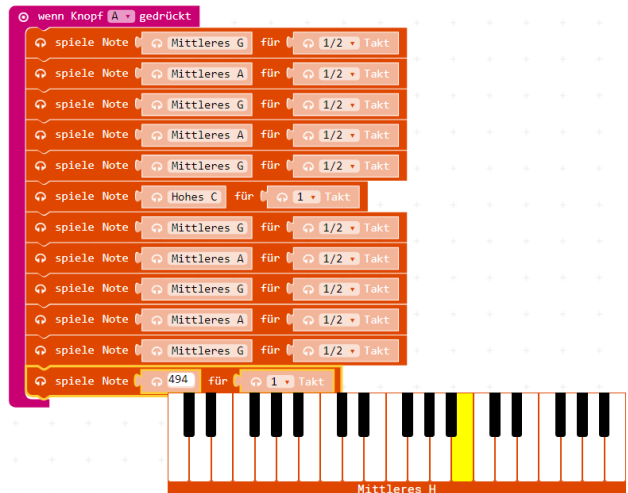 wenn Knopf A gedrückt
spiele Note Mittleres G für 1/2 Takt
spiele Note Mittleres A für 1/2 Takt
spiele Note Mittleres G für 1/2 Takt
spiele Note Mittleres A für 1/2 Takt
spiele Note Mittleres G für 1/2 Takt
spiele Note Hohes C für 1 Takt
spiele Note Mittleres G für 1/2 Takt
spiele Note Mittleres A für 1/2 Takt
spiele Note Mittleres G für 1/2 Takt
spiele Note Mittleres A für 1/2 Takt
spiele Note Mittleres G für 1/2 Takt
spiele Note 494 für 1 Takt
Mittleres H